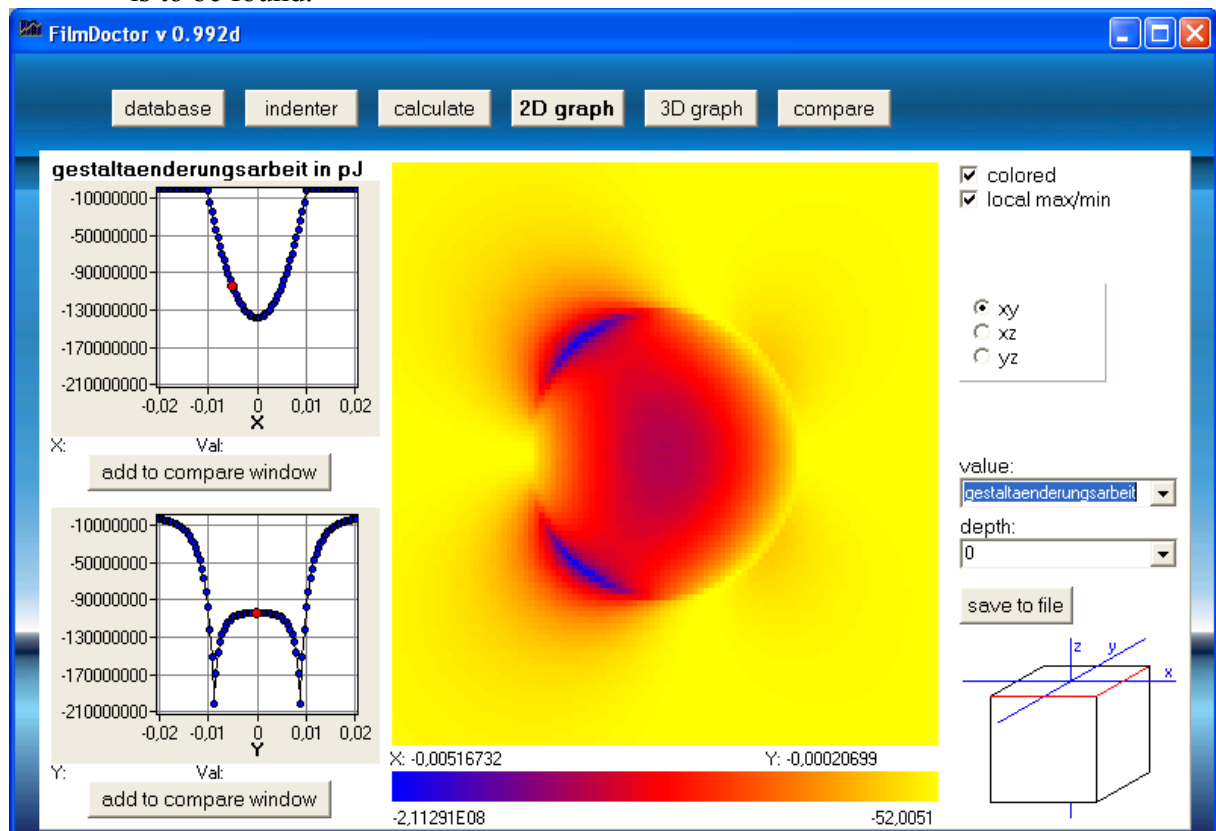 is to be found.
FilmDoctor v 0.992d
database indenter calculate 2D graph 3D graph compare
gestaltaenderungsarbeit in pJ
-10000000
-50000000
-90000000
-130000000
-170000000
-210000000
-0,02 -0,01 0 0,01 0,02
X
X: Val:
add to compare window
-10000000
-50000000
-90000000
-130000000
-170000000
-210000000
-0,02 -0,01 0 0,01 0,02
Y
Y: Val:
add to compare window
X: -0,00516732 Y: -0,00020699
-2,11291E08 -52,0051
colored
local max/min
xy
xz
yz
value:
gestaltaenderungsarbeit
depth:
0
save to file
z y
x